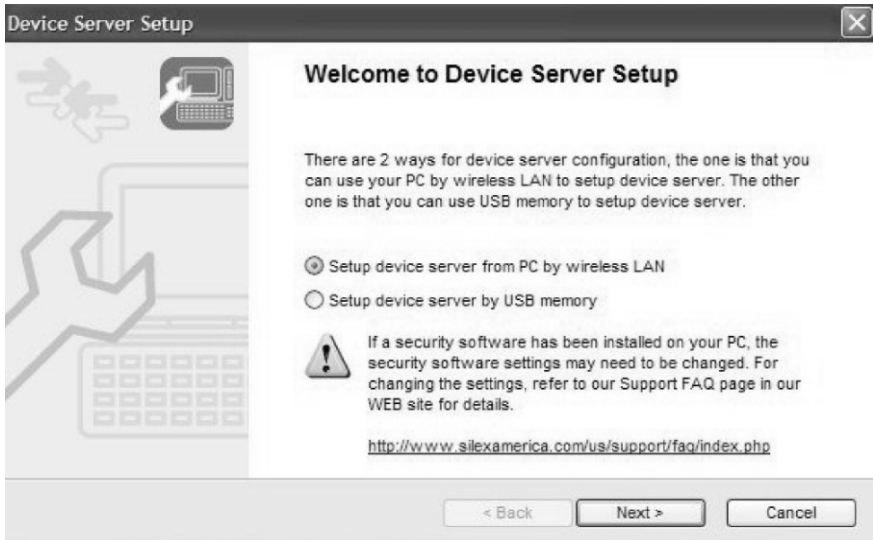 Device Server Setup
Welcome to Device Server Setup
There are 2 ways for device server configuration, the one is that you
can use your PC by wireless LAN to setup device server. The other
one is that you can use USB memory to setup device server.
Setup device server from PC by wireless LAN
Setup device server by USB memory
If a security software has been installed on your PC, the
security software settings may need to be changed. For
changing the settings, refer to our Support FAQ page in our
WEB site for details.
http://www.silexamerica.com/us/support/faq/index.php
< Back
Next >
Cancel